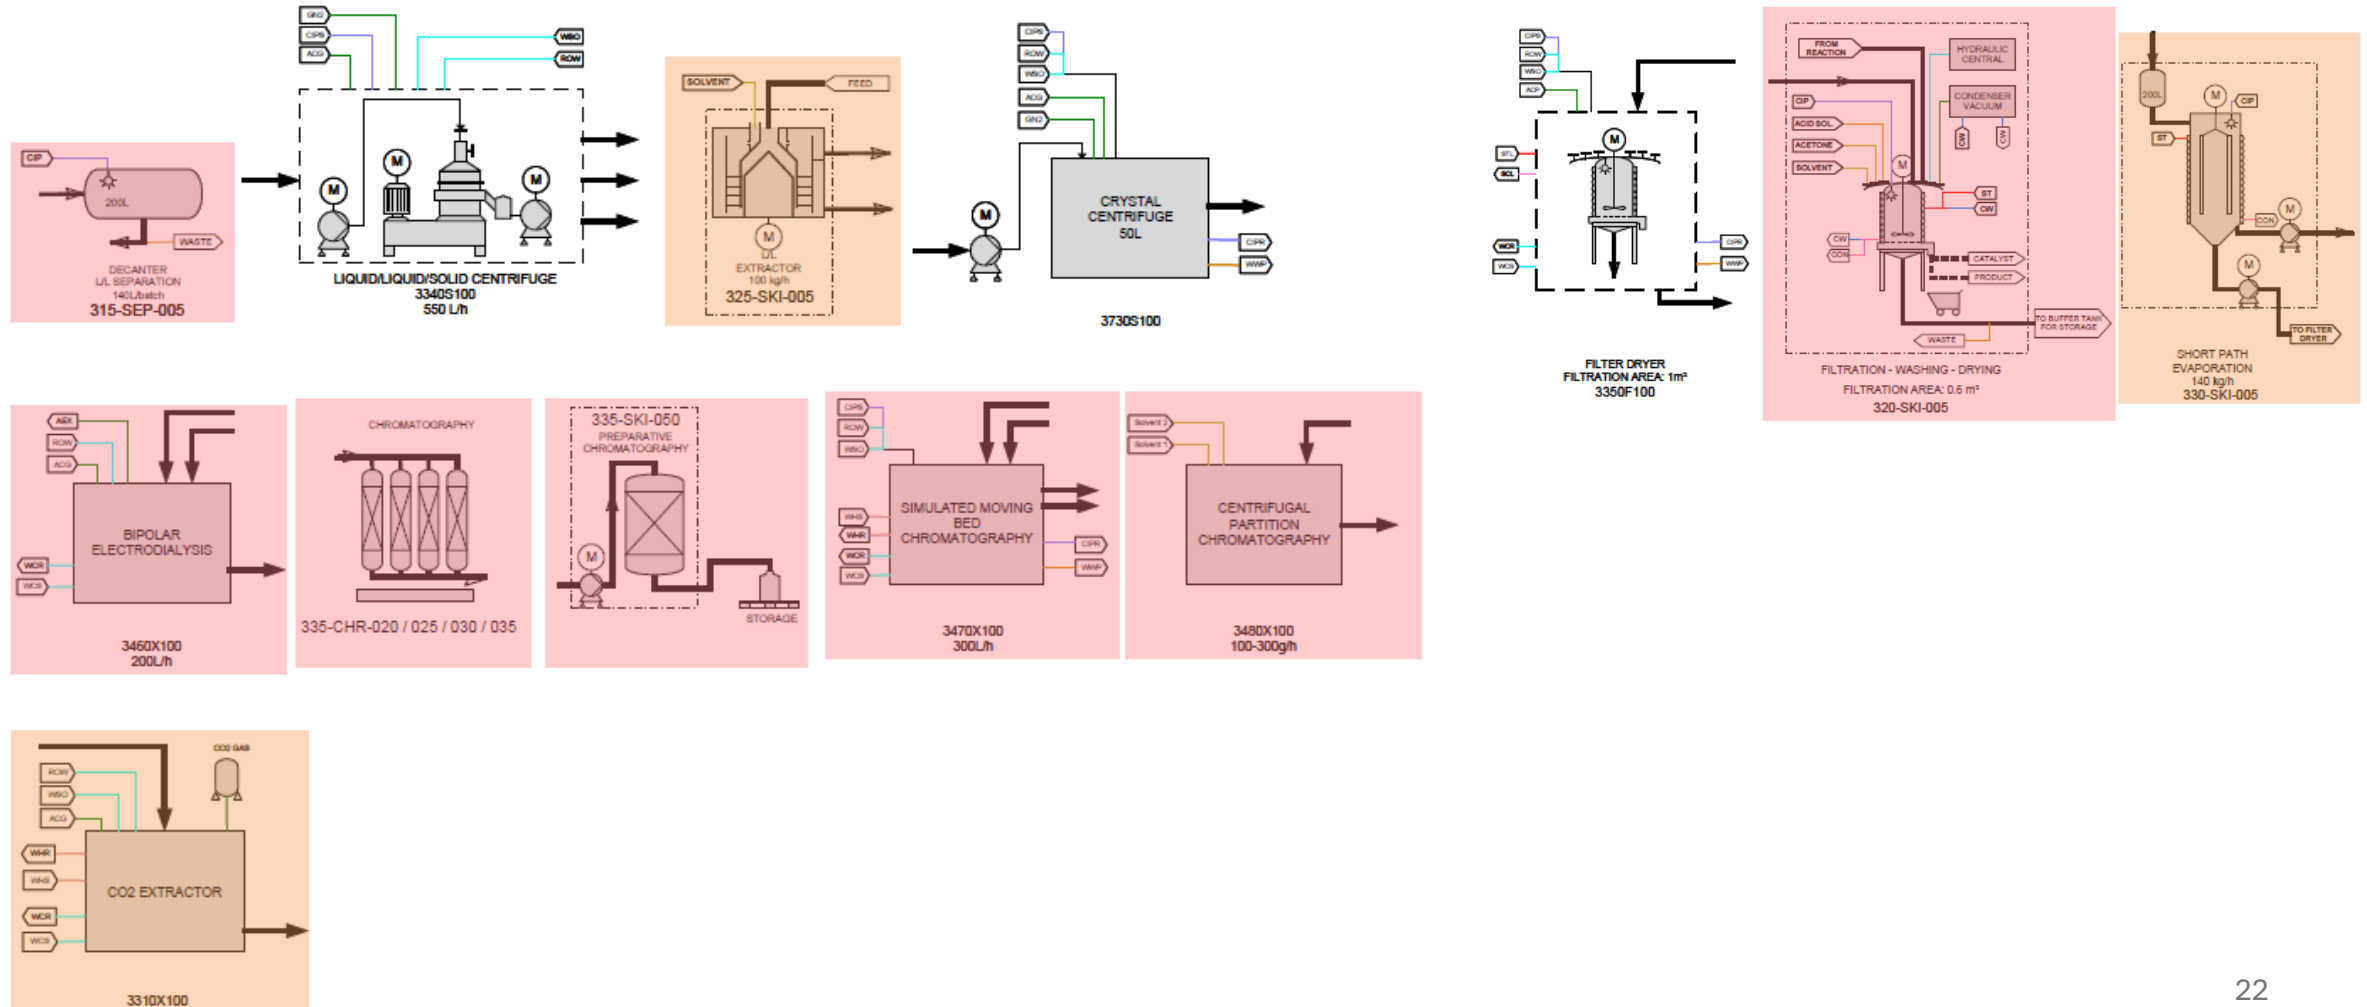 CIP
200L
WASTE
DECANTER
L/L SEPARATION
140L/batch
315-SEP-005
GN2
CIPS
ACG
WSO
ROW
M
M
M
LIQUID/LIQUID/SOLID CENTRIFUGE
3340S100
550 L/h
SOLVENT
FEED
M
L/L
EXTRACTOR
100 kg/h
325-SKI-005
CIPS
ROW
WSO
ACG
GN2
M
CRYSTAL
CENTRIFUGE
50L
CIPR
WWP
3730S100
CIPS
ROW
WSO
ACP
M
STL
SCL
WCR
WCS
CIPR
WWP
FILTER DRYER
FILTRATION AREA: 1m²
3350F100
FROM
REACTION
HYDRAULIC
CENTRAL
CONDENSER
VACUUM
CW
CW
CIP
ACID SOL.
ACETONE
SOLVENT
M
ST
CW
CW
CON
CATALYST
PRODUCT
TO BUFFER TANK
FOR STORAGE
WASTE
FILTRATION - WASHING - DRYING
FILTRATION AREA: 0.6 m²
320-SKI-005
200L
M
CIP
ST
CON
M
M
TO FILTER
DRYER
SHORT PATH
EVAPORATION
140 kg/h
330-SKI-005
AEX
ROW
ACG
BIPOLAR
ELECTRODIALYSIS
WCR
WCS
3460X100
200L/h
CHROMATOGRAPHY
335-CHR-020 / 025 / 030 / 035
335-SKI-050
PREPARATIVE
CHROMATOGRAPHY
M
STORAGE
CIPS
ROW
WSO
WHS
WHR
WCR
WCS
SIMULATED MOVING
BED
CHROMATOGRAPHY
CIPR
WWP
3470X100
300L/h
Solvent 2
Solvent 1
CENTRIFUGAL
PARTITION
CHROMATOGRAPHY
3480X100
100-300g/h
CO2 GAS
ROW
WSO
ACG
WHR
WHS
WCR
WCS
CO2 EXTRACTOR
3310X100
22